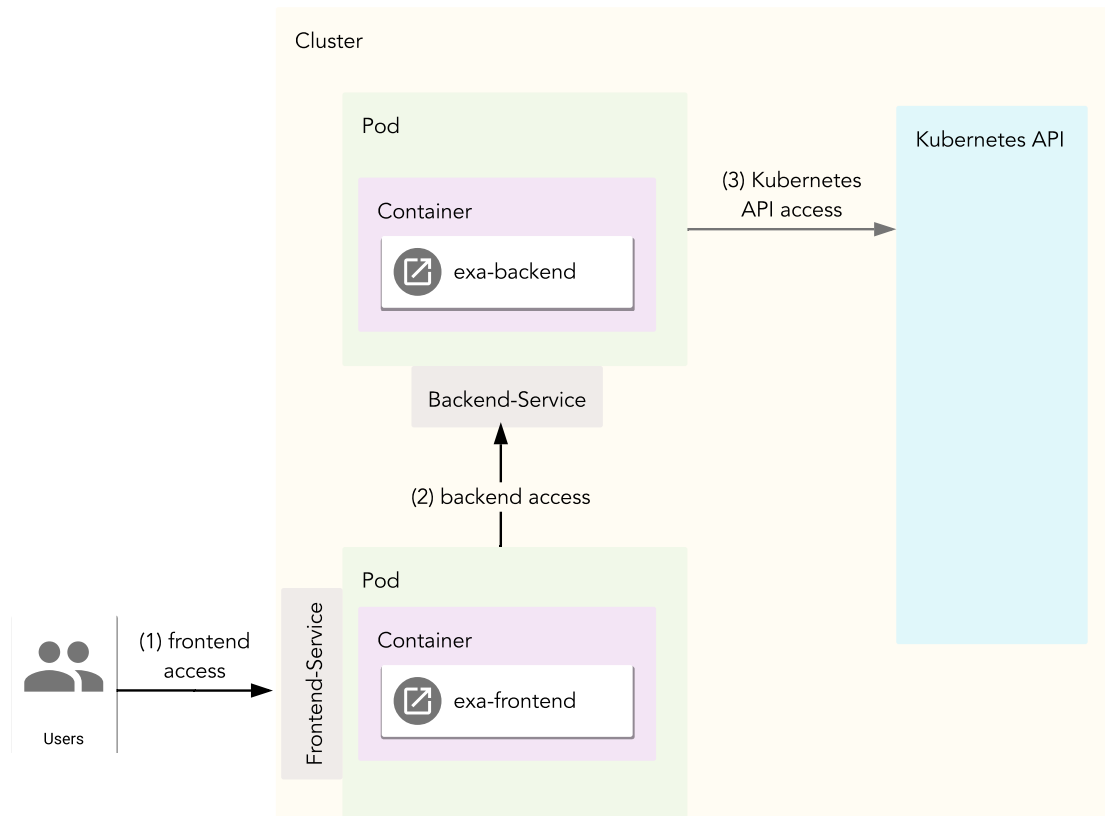 Cluster
Pod
Kubernetes API
(3) Kubernetes
API access
Container
exa-backend
Backend-Service
(2) backend access
Pod
Frontend-Service
(1) frontend
access
Container
exa-frontend
Users